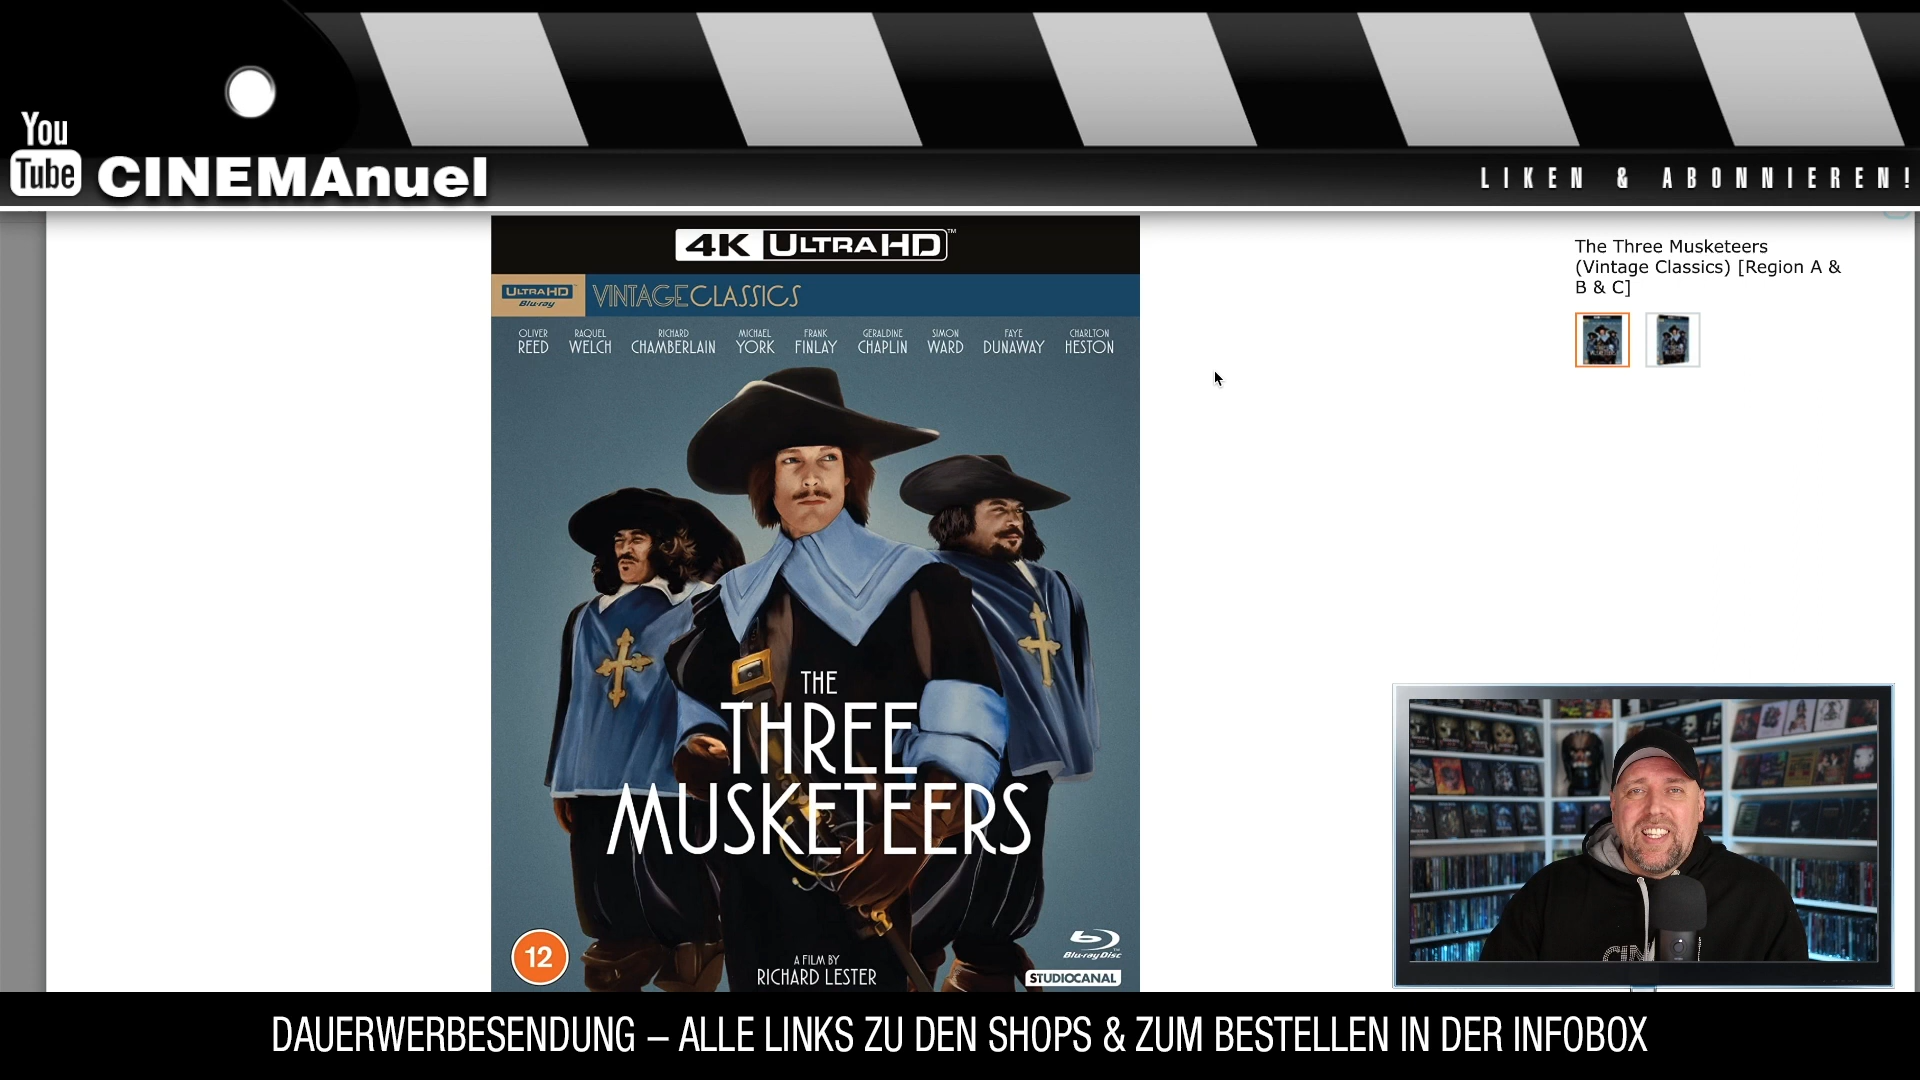 You
Tube CINEMAnuel
LIKEN & ABONNIEREN!
4K ULTRA HD™
ULTRA HD
Blu-ray
VINTAGE CLASSICS
OLIVER REED
RAQUEL WELCH
RICHARD CHAMBERLAIN
MICHAEL YORK
FRANK FINLAY
GERALDINE CHAPLIN
SIMON WARD
FAYE DUNAWAY
CHARLTON HESTON
THE
THREE
MUSKETEERS
12
A FILM BY
RICHARD LESTER
Blu-ray Disc
STUDIOCANAL
The Three Musketeers
(Vintage Classics) [Region A &
B & C]
DAUERWERBESENDUNG – ALLE LINKS ZU DEN SHOPS & ZUM BESTELLEN IN DER INFOBOX